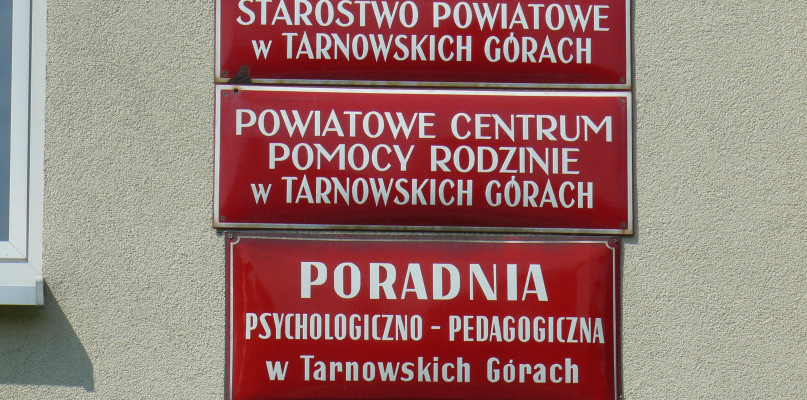 STAROSTWO POWIATOWE
w TARNOWSKICH GÓRACH
POWIATOWE CENTRUM
POMOCY RODZINIE
w TARNOWSKICH GÓRACH
PORADNIA
PSYCHOLOGICZNO - PEDAGOGICZNA
w Tarnowskich Górach